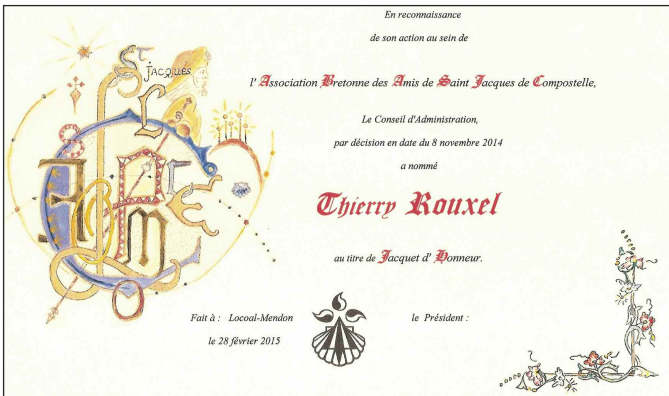 En reconnaissance
de son action au sein de
l' Association Bretonne des Amis de Saint Jacques de Compostelle,
Le Conseil d'Administration,
par décision en date du 8 novembre 2014
a nommé
Thierry Rouxel
au titre de Jacquet d' Honneur.
Fait à : Locoal-Mendon
le Président :
le 28 février 2015
St
JACQUES